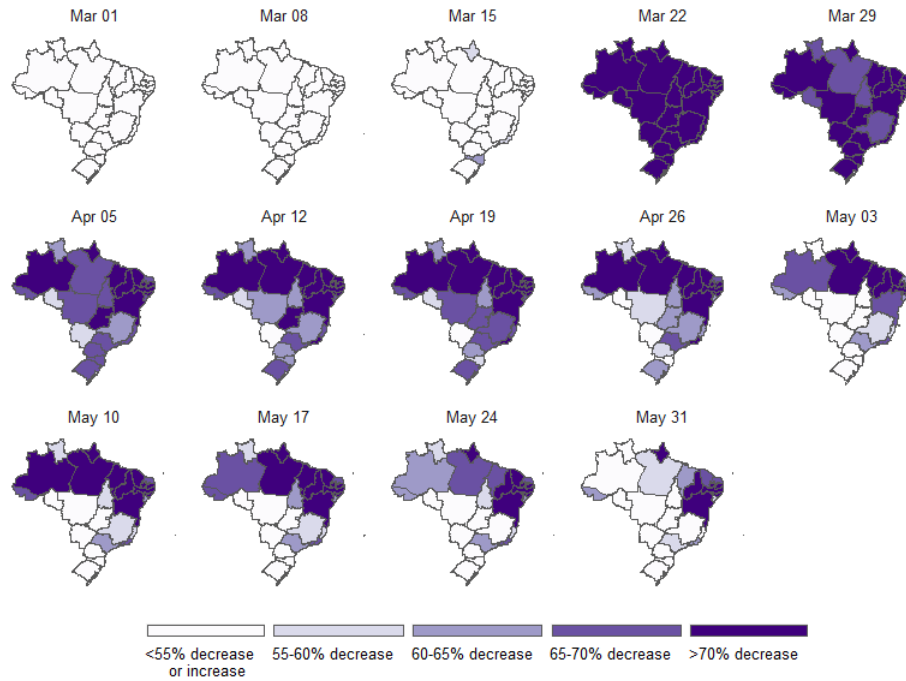 Mar 01
Mar 08
Mar 15
Mar 22
Mar 29
Apr 05
Apr 12
Apr 19
Apr 26
May 03
May 10
May 17
May 24
May 31
<55% decrease
or increase
55-60% decrease
60-65% decrease
65-70% decrease
>70% decrease